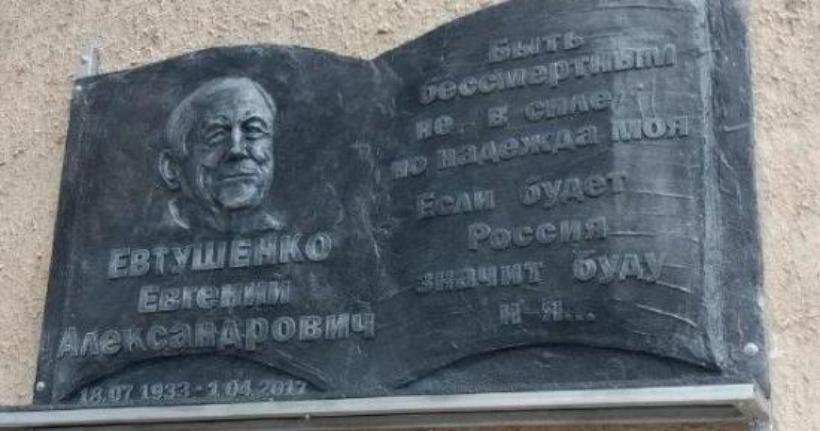 ЕВТУШЕНКО
Евгений
Александрович
18.07.1933-1.04.2017
Быть
бессмертным
не в силе,
но надежда моя
Если будет
Россия
значит буду
и я...